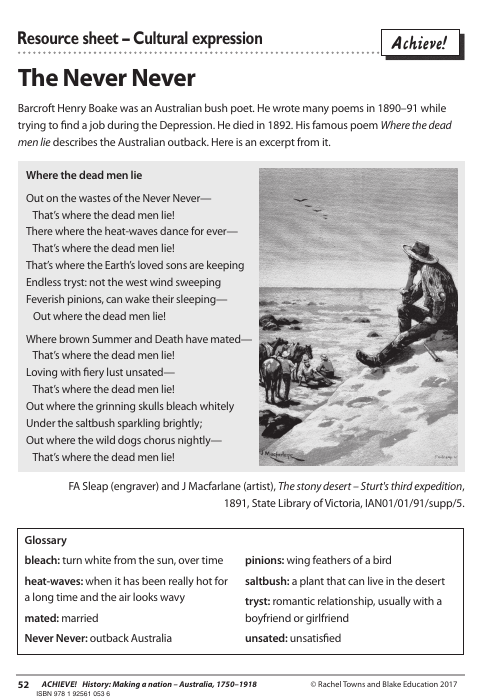 Resource sheet – Cultural expression
Achieve!
The Never Never
Barcroft Henry Boake was an Australian bush poet. He wrote many poems in 1890–91 while
trying to find a job during the Depression. He died in 1892. His famous poem Where the dead
men lie describes the Australian outback. Here is an excerpt from it.
Where the dead men lie
Out on the wastes of the Never Never—
That's where the dead men lie!
There where the heat-waves dance for ever—
That's where the dead men lie!
That's where the Earth's loved sons are keeping
Endless tryst: not the west wind sweeping
Feverish pinions, can wake their sleeping—
Out where the dead men lie!
Where brown Summer and Death have mated—
That's where the dead men lie!
Loving with fiery lust unsated—
That's where the dead men lie!
Out where the grinning skulls bleach whitely
Under the saltbush sparkling brightly;
Out where the wild dogs chorus nightly—
That's where the dead men lie!
J Macfarlane
FA Sleap (engraver) and J Macfarlane (artist), The stony desert – Sturt's third expedition,
1891, State Library of Victoria, IAN01/01/91/supp/5.
Glossary
bleach: turn white from the sun, over time
heat-waves: when it has been really hot for
a long time and the air looks wavy
mated: married
Never Never: outback Australia
pinions: wing feathers of a bird
saltbush: a plant that can live in the desert
tryst: romantic relationship, usually with a
boyfriend or girlfriend
unsated: unsatisfied
52 ACHIEVE! History: Making a nation – Australia, 1750–1918
© Rachel Towns and Blake Education 2017
ISBN 978 1 92561 053 6